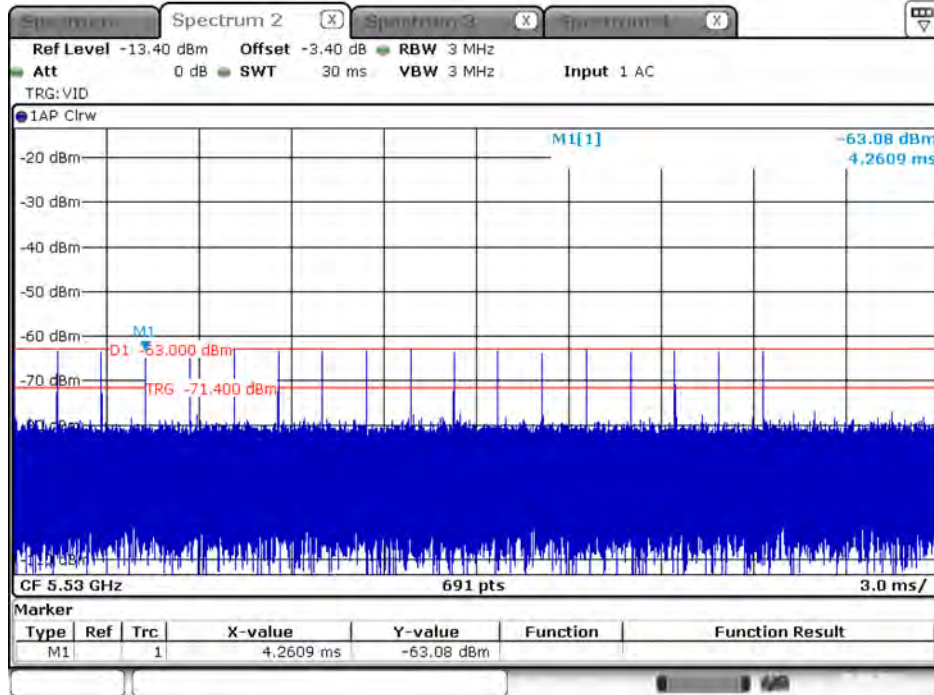 Spectrum 2
Spectrum 3
Ref Level -13.40 dBm Offset -3.40 dB RBW 3 MHz
Att 0 dB SWT 30 ms VBW 3 MHz Input 1 AC
TRG:VID
1AP Clrw
M1[1] -63.08 dBm
4.2609 ms
-20 dBm
-30 dBm
-40 dBm
-50 dBm
-60 dBm
M1
D1 -63.000 dBm
-70 dBm
TRG -71.400 dBm
CF 5.53 GHz 691 pts 3.0 ms/
Marker
Type Ref Trc X-value Y-value Function Function Result
M1 1 4.2609 ms -63.08 dBm